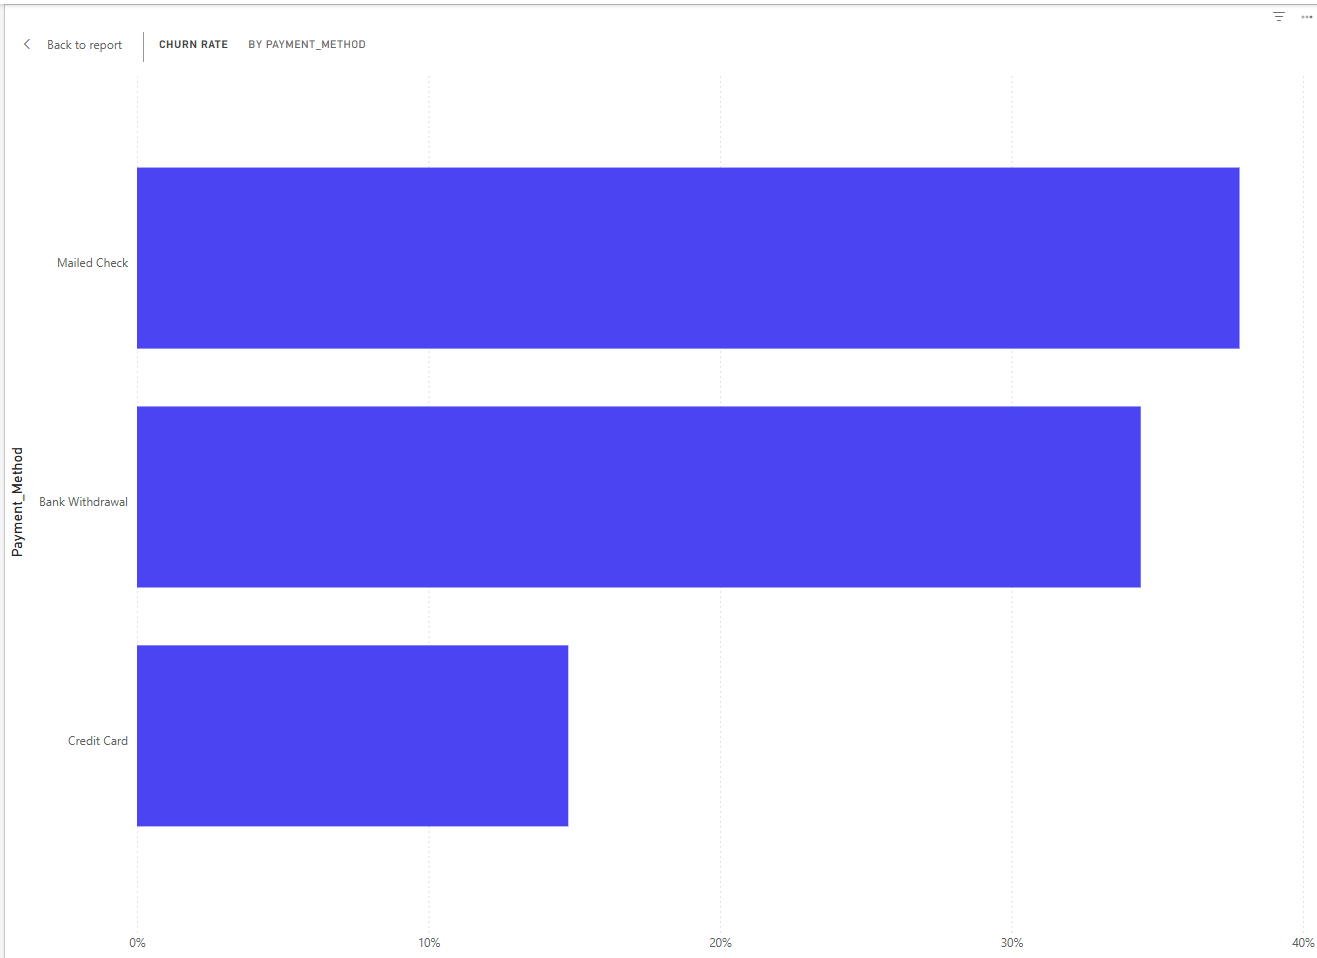 Back to report
CHURN RATE BY PAYMENT_METHOD
Payment_Method
Mailed Check
Bank Withdrawal
Credit Card
0% 10% 20% 30% 40%